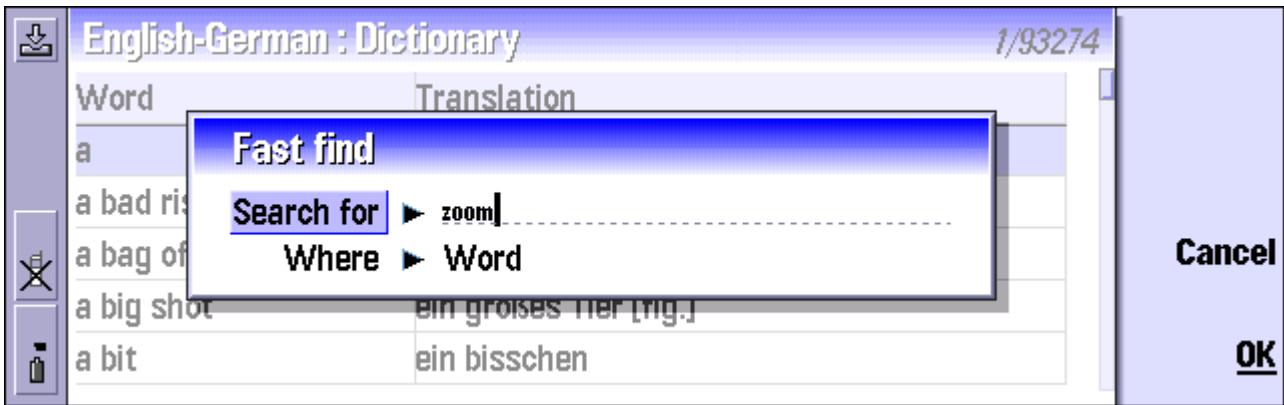 English-German : Dictionary 1/93274
Word Translation
a
Fast find
a bad ris
Search for ► zoom
a bag of
Where ► Word
Cancel
a big shot ein großes Tier [fig.]
a bit ein bisschen
OK